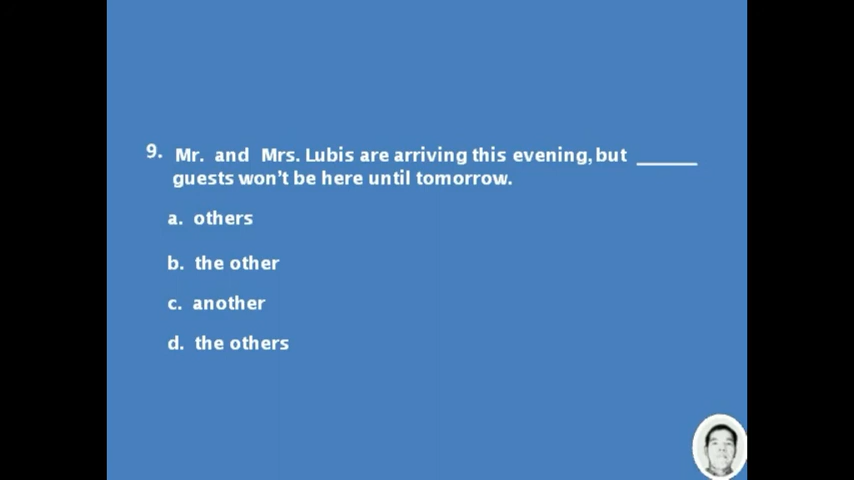 9. Mr. and Mrs. Lubis are arriving this evening, but ______
guests won't be here until tomorrow.
a. others
b. the other
c. another
d. the others